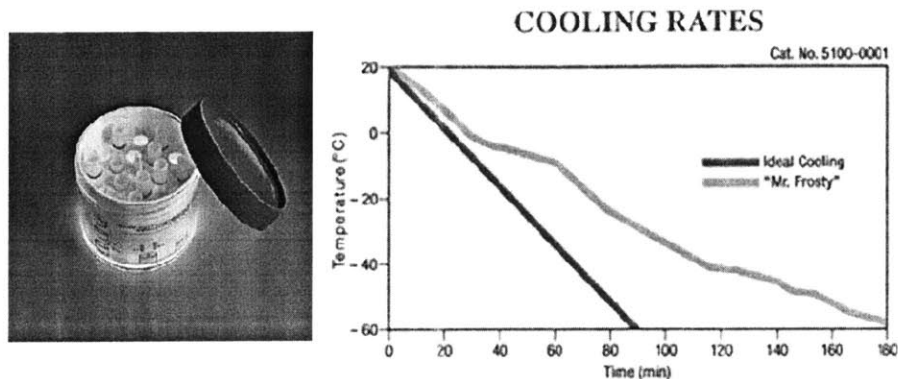 COOLING RATES
Cat. No. 5100-0001
20
0
-20
-40
-60
Temperature (°C)
Ideal Cooling
"Mr. Frosty"
0 20 40 60 80 100 120 140 160 180
Time (min)